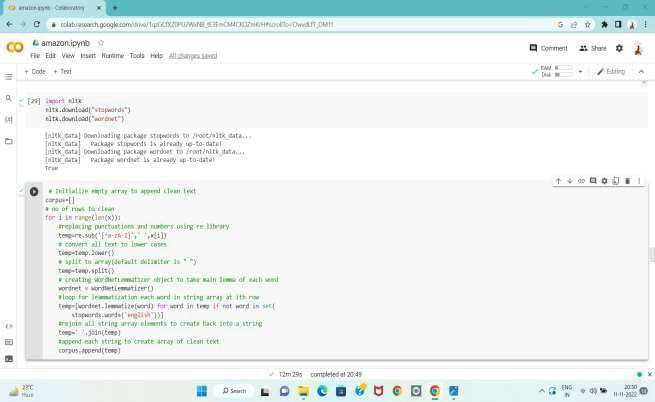 amazon.ipynb - Colaboratory
colab.research.google.com/drive/
amazon.ipynb
File Edit View Insert Runtime Tools Help All changes saved
Comment Share
+ Code + Text
RAM
Disk
Editing
[29] import nltk
nltk.download("stopwords")
nltk.download("wordnet")
[nltk_data] Downloading package stopwords to /root/nltk_data...
[nltk_data] Package stopwords is already up-to-date!
[nltk_data] Downloading package wordnet to /root/nltk_data...
[nltk_data] Package wordnet is already up-to-date!
True
# Initialize empty array to append clean text
corpus=[]
# no of rows to clean
for i in range(len(x)):
#replacing punctuations and numbers using re library
temp=re.sub('[^a-zA-Z]',' ',x[i])
# convert all text to lower cases
temp=temp.lower()
# split to array(default delimiter is " ")
temp=temp.split()
# creating WordNetLemmatizer object to take main lemma of each word
wordnet = WordNetLemmatizer()
#loop for leammatization each word in string array at ith row
temp=[wordnet.lemmatize(word) for word in temp if not word in set(
stopwords.words('english'))]
#rejoin all string array elements to create back into a string
temp=' '.join(temp)
#append each string to create array of clean text
corpus.append(temp)
12m 29s completed at 20:49
23°C
Haze
Search
ENG
IN
20:50
11-11-2022